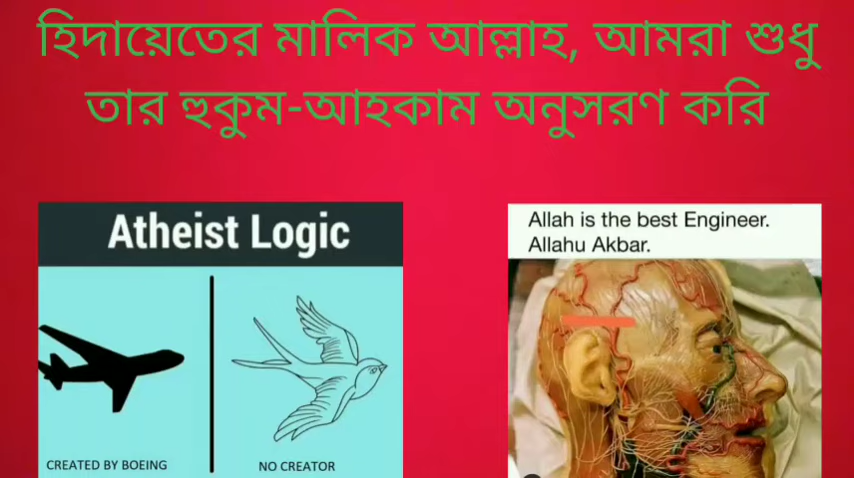 হিদায়েতের মালিক আল্লাহ, আমরা শুধু
তার হুকুম-আহকাম অনুসরণ করি
Atheist Logic
CREATED BY BOEING
NO CREATOR
Allah is the best Engineer.
Allahu Akbar.